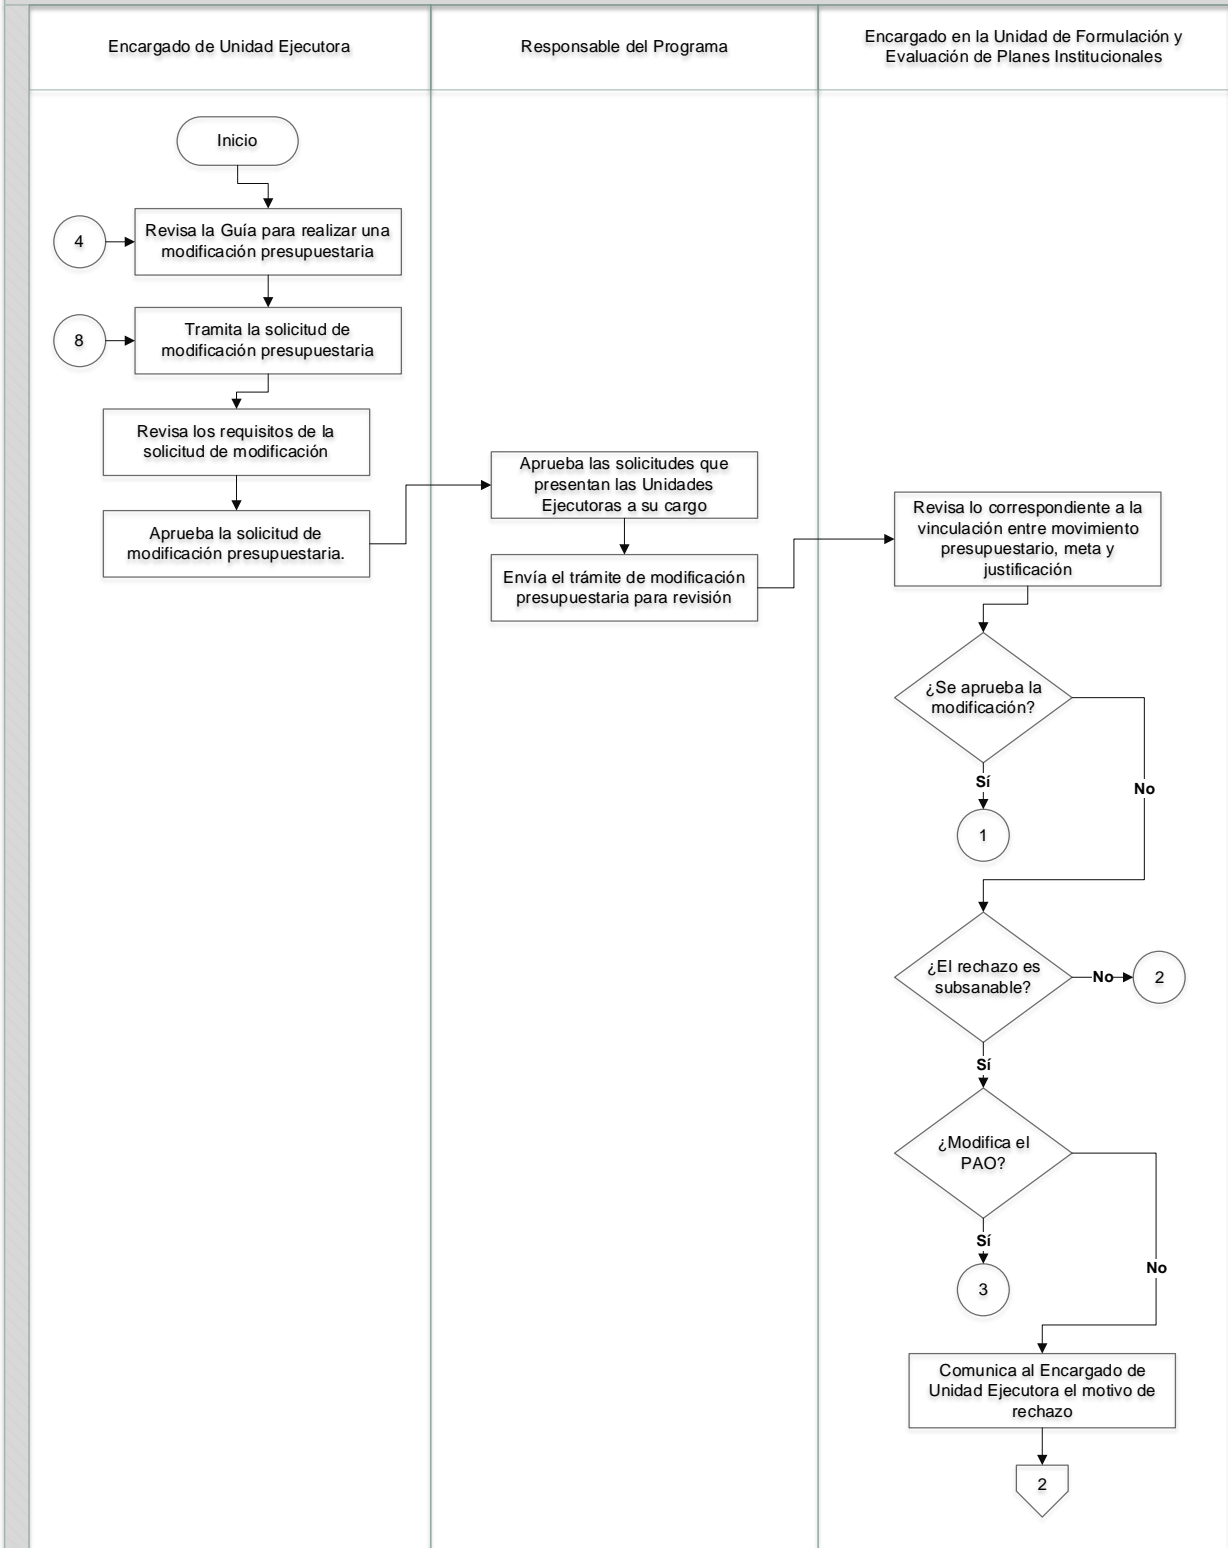 Encargado de Unidad Ejecutora
Responsable del Programa
Encargado en la Unidad de Formulación y
Evaluación de Planes Institucionales
Inicio
4
Revisa la Guía para realizar una
modificación presupuestaria
8
Tramita la solicitud de
modificación presupuestaria
Revisa los requisitos de la
solicitud de modificación
Aprueba la solicitud de
modificación presupuestaria.
Aprueba las solicitudes que
presentan las Unidades
Ejecutoras a su cargo
Envía el trámite de modificación
presupuestaria para revisión
Revisa lo correspondiente a la
vinculación entre movimiento
presupuestario, meta y
justificación
¿Se aprueba la
modificación?
Sí
No
1
¿El rechazo es
subsanable?
No
2
Sí
¿Modifica el
PAO?
Sí
No
3
Comunica al Encargado de
Unidad Ejecutora el motivo de
rechazo
2